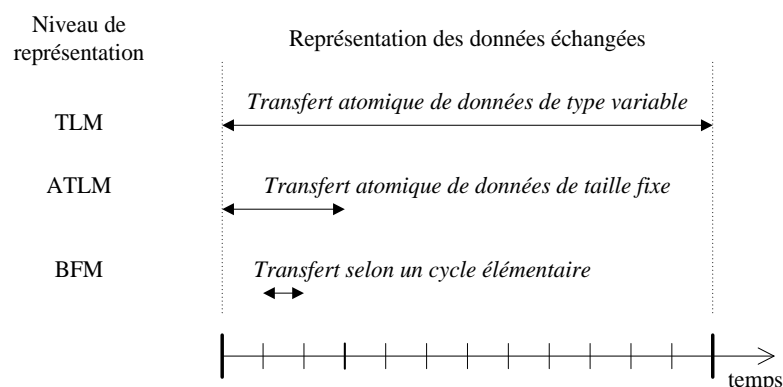 Niveau de
représentation
Représentation des données échangées
TLM
Transfert atomique de données de type variable
ATLM
Transfert atomique de données de taille fixe
BFM
Transfert selon un cycle élémentaire
temps